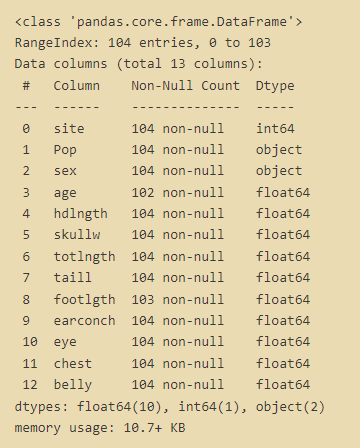 <class 'pandas.core.frame.DataFrame'>
RangeIndex: 104 entries, 0 to 103
Data columns (total 13 columns):
 #   Column    Non-Null Count  Dtype
---  ------    --------------  -----
 0   site      104 non-null    int64
 1   Pop       104 non-null    object
 2   sex       104 non-null    object
 3   age       102 non-null    float64
 4   hdlngth   104 non-null    float64
 5   skullw    104 non-null    float64
 6   totlngth  104 non-null    float64
 7   taill     104 non-null    float64
 8   footlgth  103 non-null    float64
 9   earconch  104 non-null    float64
 10  eye       104 non-null    float64
 11  chest     104 non-null    float64
 12  belly     104 non-null    float64
dtypes: float64(10), int64(1), object(2)
memory usage: 10.7+ KB